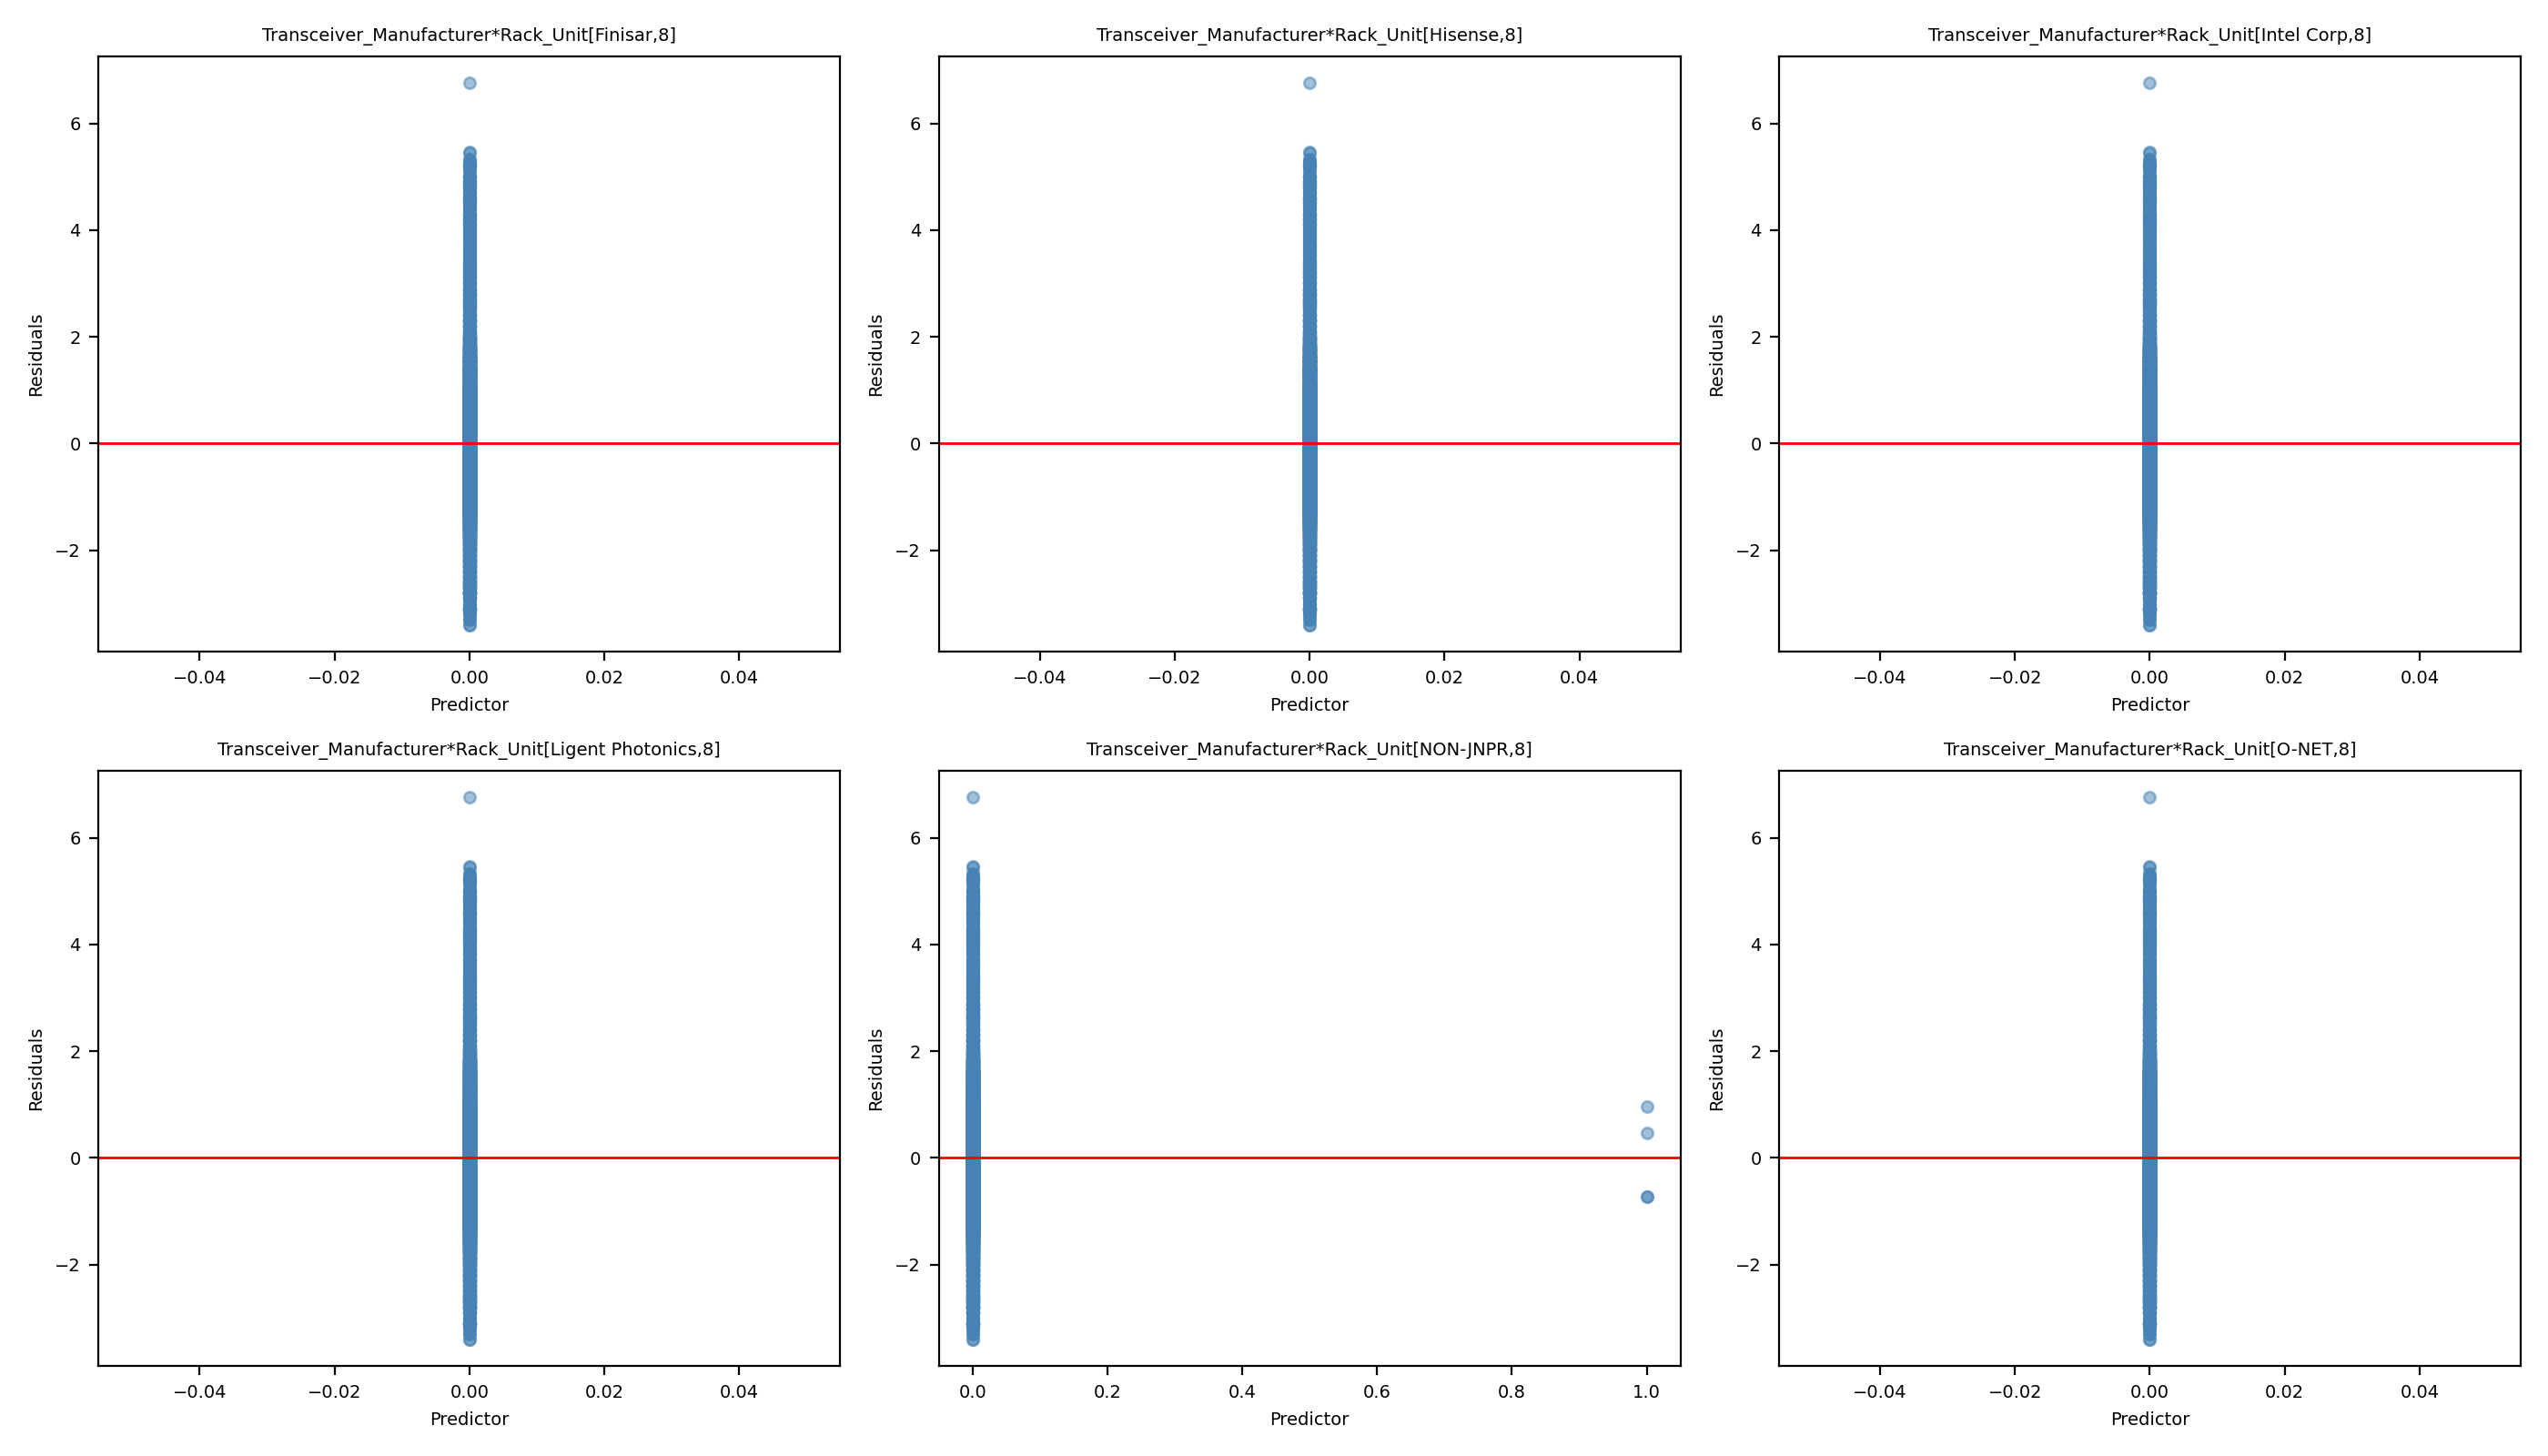 Transceiver_Manufacturer*Rack_Unit[Finisar,8]
Residuals
6
4
2
0
−2
−0.04 −0.02 0.00 0.02 0.04
Predictor
Transceiver_Manufacturer*Rack_Unit[Hisense,8]
Residuals
6
4
2
0
−2
−0.04 −0.02 0.00 0.02 0.04
Predictor
Transceiver_Manufacturer*Rack_Unit[Intel Corp,8]
Residuals
6
4
2
0
−2
−0.04 −0.02 0.00 0.02 0.04
Predictor
Transceiver_Manufacturer*Rack_Unit[Ligent Photonics,8]
Residuals
6
4
2
0
−2
−0.04 −0.02 0.00 0.02 0.04
Predictor
Transceiver_Manufacturer*Rack_Unit[NON-JNPR,8]
Residuals
6
4
2
0
−2
0.0 0.2 0.4 0.6 0.8 1.0
Predictor
Transceiver_Manufacturer*Rack_Unit[O-NET,8]
Residuals
6
4
2
0
−2
−0.04 −0.02 0.00 0.02 0.04
Predictor